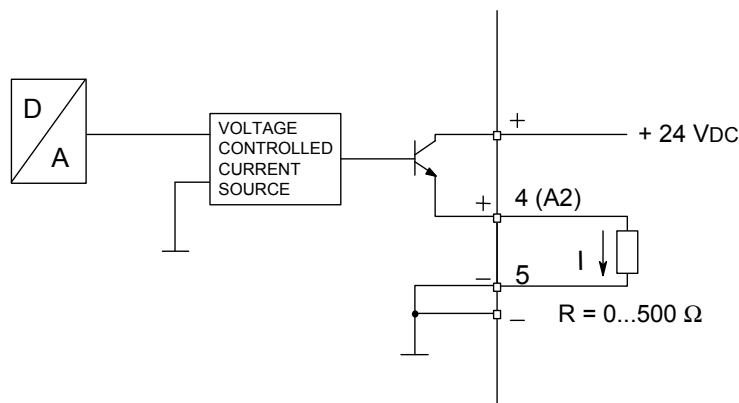 D
A
VOLTAGE
CONTROLLED
CURRENT
SOURCE
+
+ 24 VDC
+
4 (A2)
I
−
5
−
R = 0...500 Ω